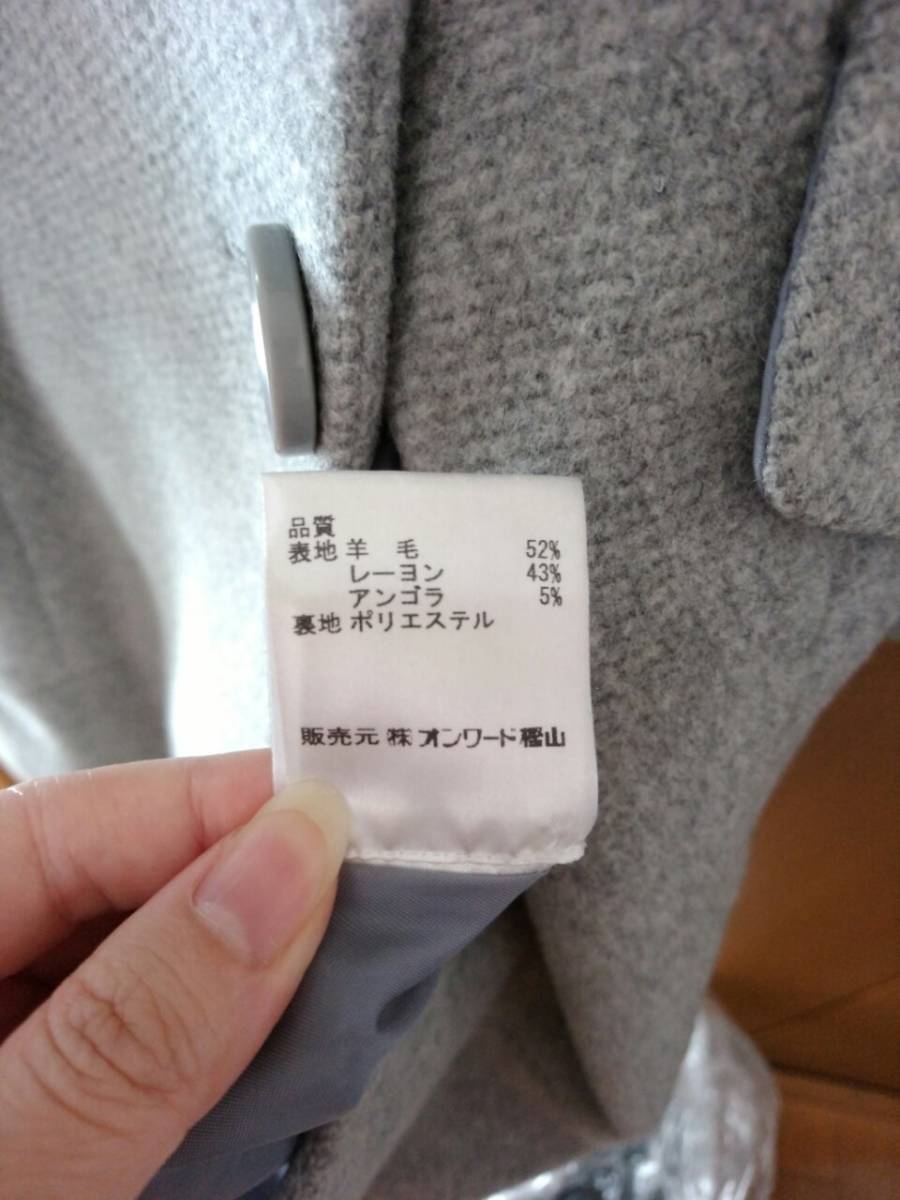 品質
表地 羊 毛 52%
レーヨン 43%
アンゴラ 5%
裏地 ポリエステル
販売元 ㈱ オンワード樫山